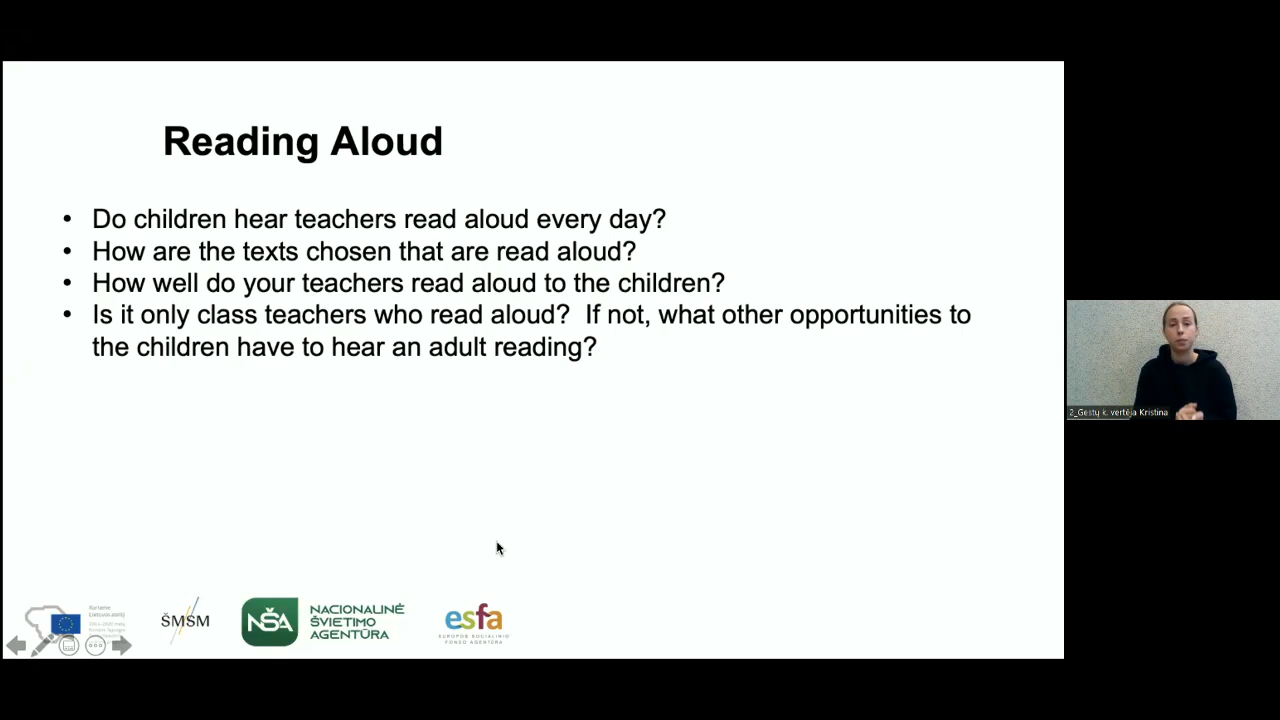 Reading Aloud
• Do children hear teachers read aloud every day?
• How are the texts chosen that are read aloud?
• How well do your teachers read aloud to the children?
• Is it only class teachers who read aloud?  If not, what other opportunities to
the children have to hear an adult reading?
2_Gestų k. vertėja Kristina
Kuriame
Lietuvos ateitį
ŠMSM
NŠA
NACIONALINĖ
ŠVIETIMO
AGENTŪRA
esfa
EUROPOS SOCIALINIO
FONDO AGENTŪRA